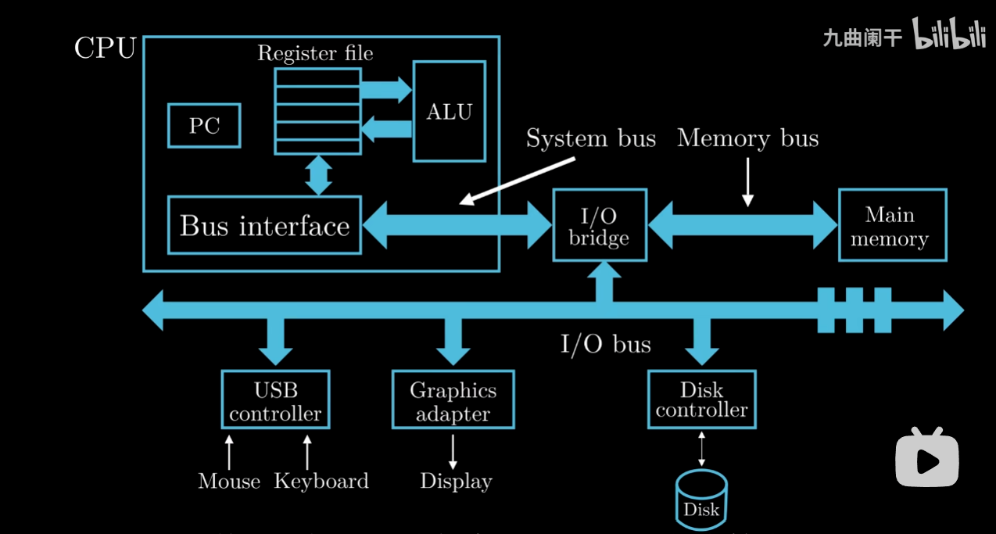 九曲阑干 bilibili
CPU
Register file
PC
ALU
System bus
Memory bus
Bus interface
I/O
bridge
Main
memory
I/O bus
USB
controller
Graphics
adapter
Disk
controller
Mouse
Keyboard
Display
Disk